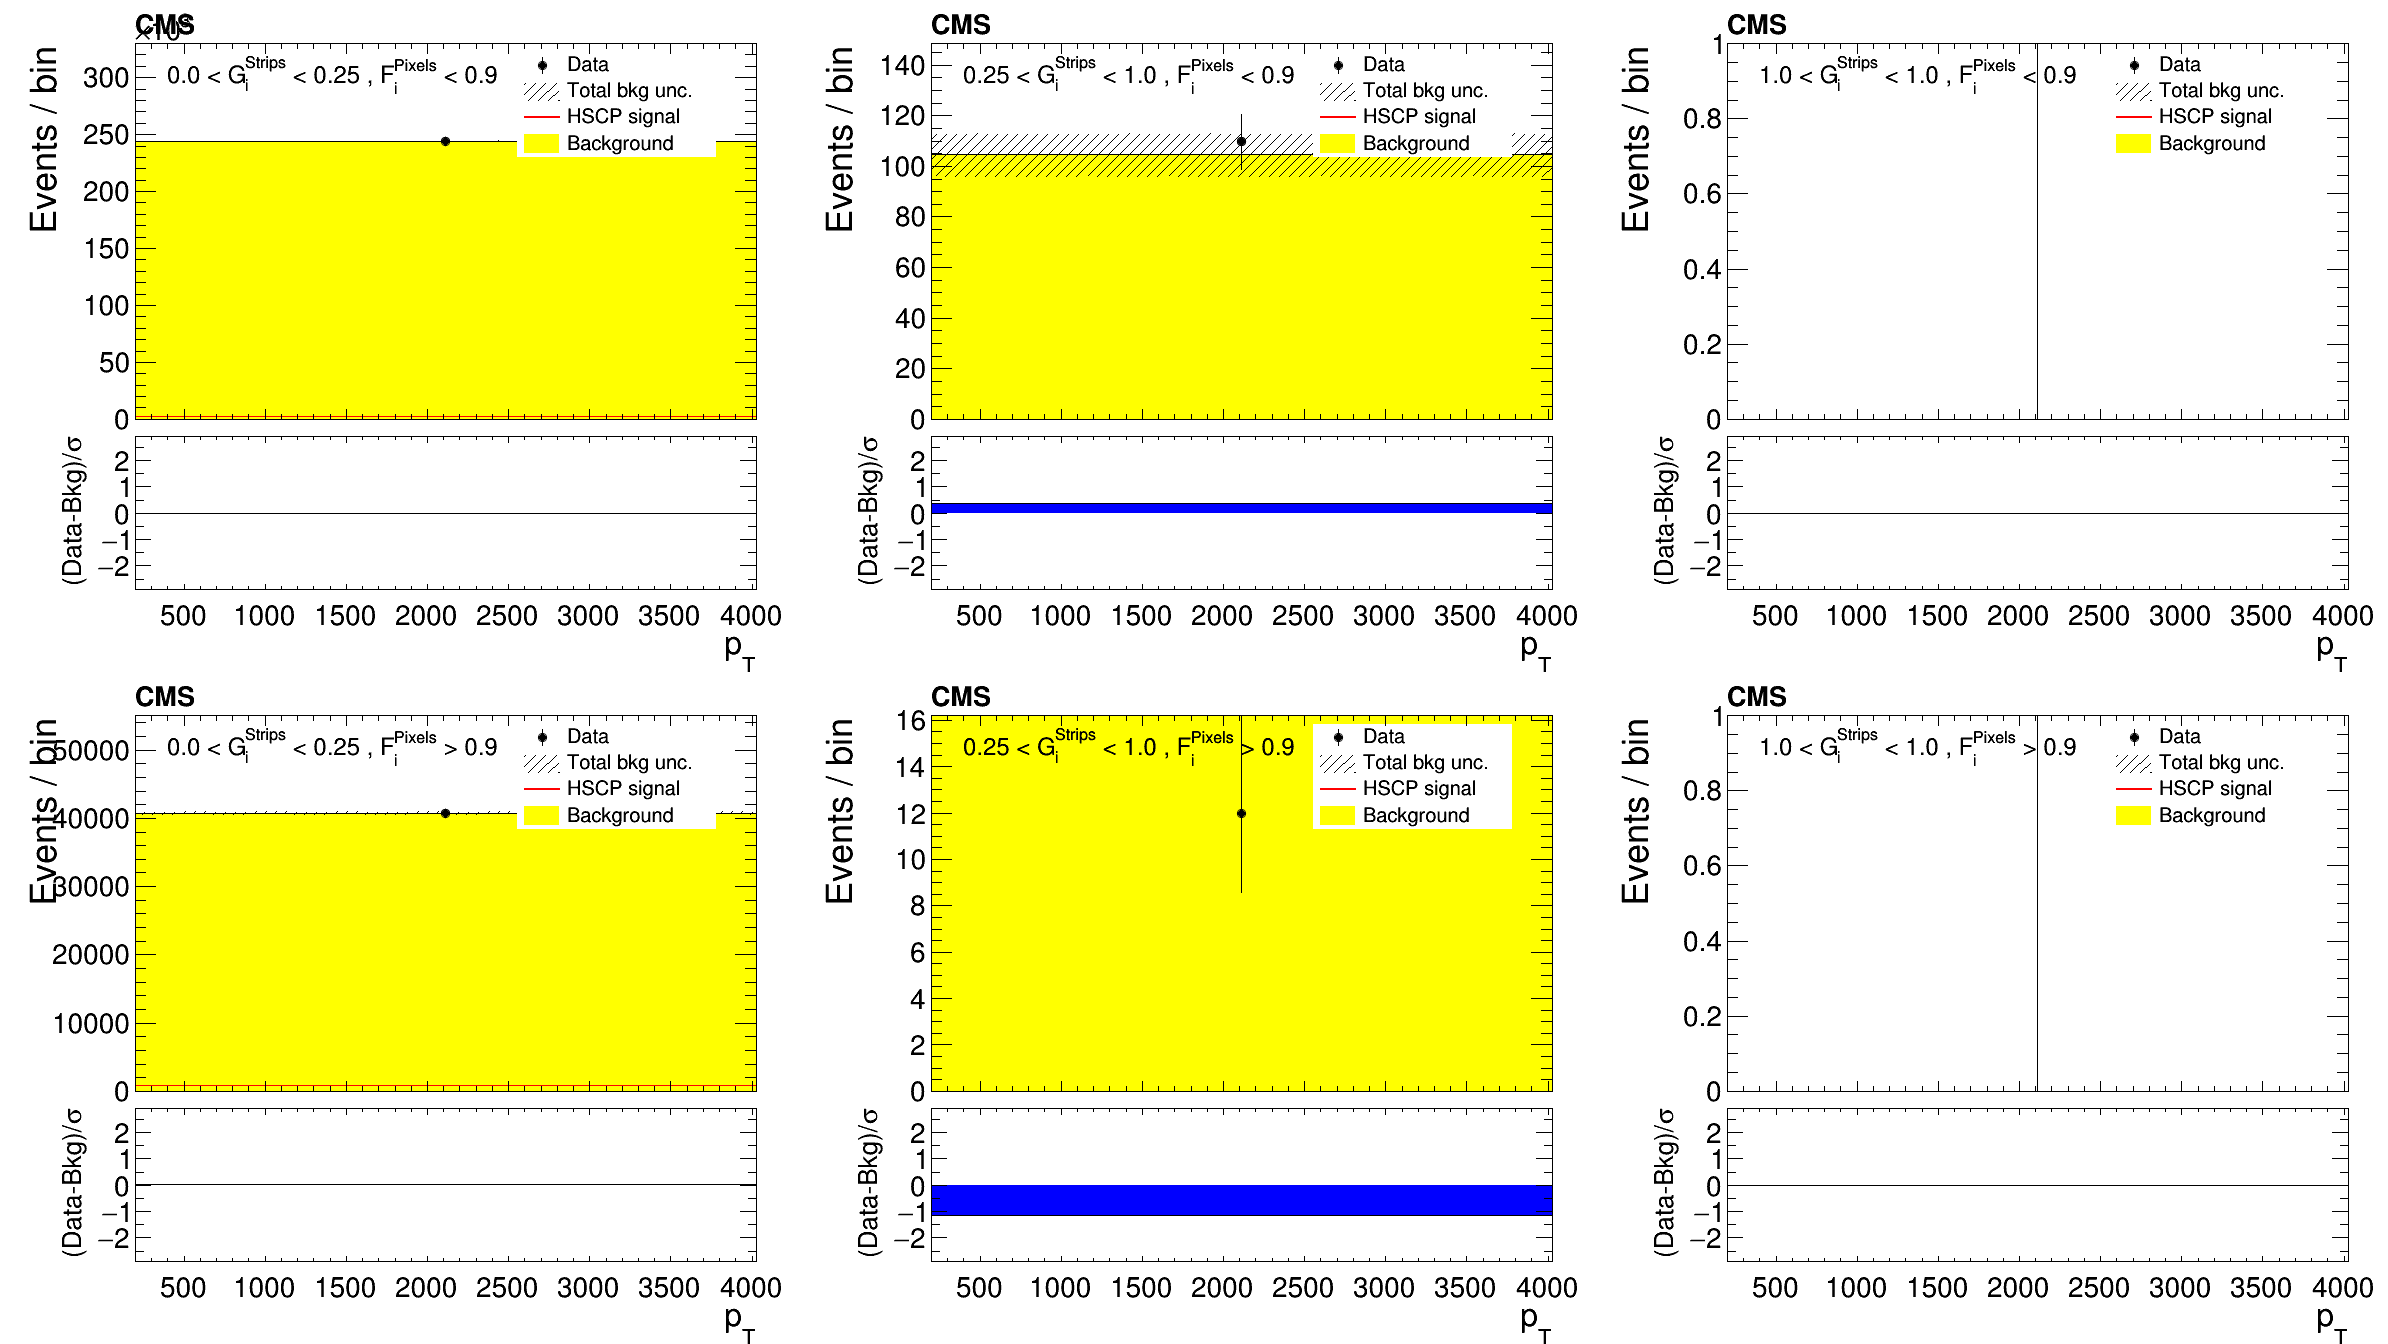 CMS
Events / bin
0.0 < G_i^Strips < 0.25 , F_i^Pixels < 0.9
Data
Total bkg unc.
HSCP signal
Background
300
250
200
150
100
50
0
(Data-Bkg)/σ
2
1
0
−1
−2
500 1000 1500 2000 2500 3000 3500 4000
p_T
CMS
Events / bin
0.25 < G_i^Strips < 1.0 , F_i^Pixels < 0.9
Data
Total bkg unc.
HSCP signal
Background
140
120
100
80
60
40
20
0
(Data-Bkg)/σ
2
1
0
−1
−2
500 1000 1500 2000 2500 3000 3500 4000
p_T
CMS
Events / bin
1.0 < G_i^Strips < 1.0 , F_i^Pixels < 0.9
Data
Total bkg unc.
HSCP signal
Background
1
0.8
0.6
0.4
0.2
0
(Data-Bkg)/σ
2
1
0
−1
−2
500 1000 1500 2000 2500 3000 3500 4000
p_T
CMS
Events / bin
0.0 < G_i^Strips < 0.25 , F_i^Pixels > 0.9
Data
Total bkg unc.
HSCP signal
Background
50000
40000
30000
20000
10000
0
(Data-Bkg)/σ
2
1
0
−1
−2
500 1000 1500 2000 2500 3000 3500 4000
p_T
CMS
Events / bin
0.25 < G_i^Strips < 1.0 , F_i^Pixels > 0.9
Data
Total bkg unc.
HSCP signal
Background
16
14
12
10
8
6
4
2
0
(Data-Bkg)/σ
2
1
0
−1
−2
500 1000 1500 2000 2500 3000 3500 4000
p_T
CMS
Events / bin
1.0 < G_i^Strips < 1.0 , F_i^Pixels > 0.9
Data
Total bkg unc.
HSCP signal
Background
1
0.8
0.6
0.4
0.2
0
(Data-Bkg)/σ
2
1
0
−1
−2
500 1000 1500 2000 2500 3000 3500 4000
p_T